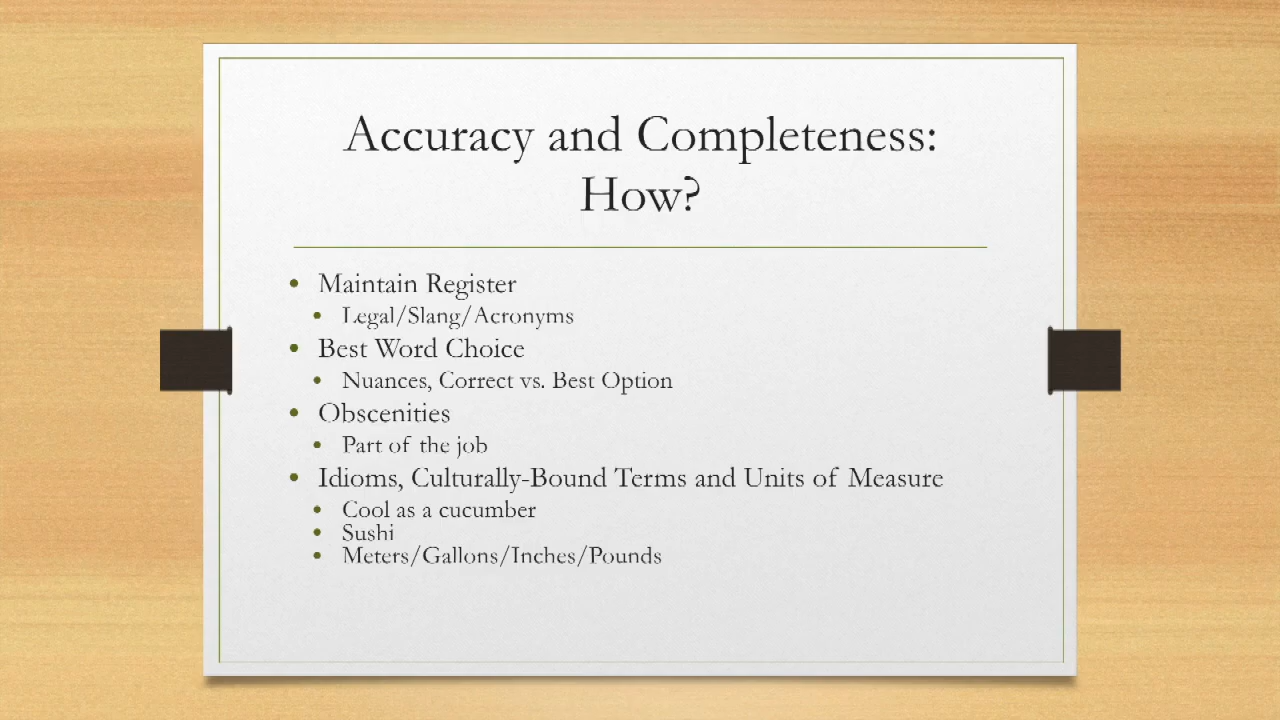 Accuracy and Completeness:
How?
• Maintain Register
• Legal/Slang/Acronyms
• Best Word Choice
• Nuances, Correct vs. Best Option
• Obscenities
• Part of the job
• Idioms, Culturally-Bound Terms and Units of Measure
• Cool as a cucumber
• Sushi
• Meters/Gallons/Inches/Pounds